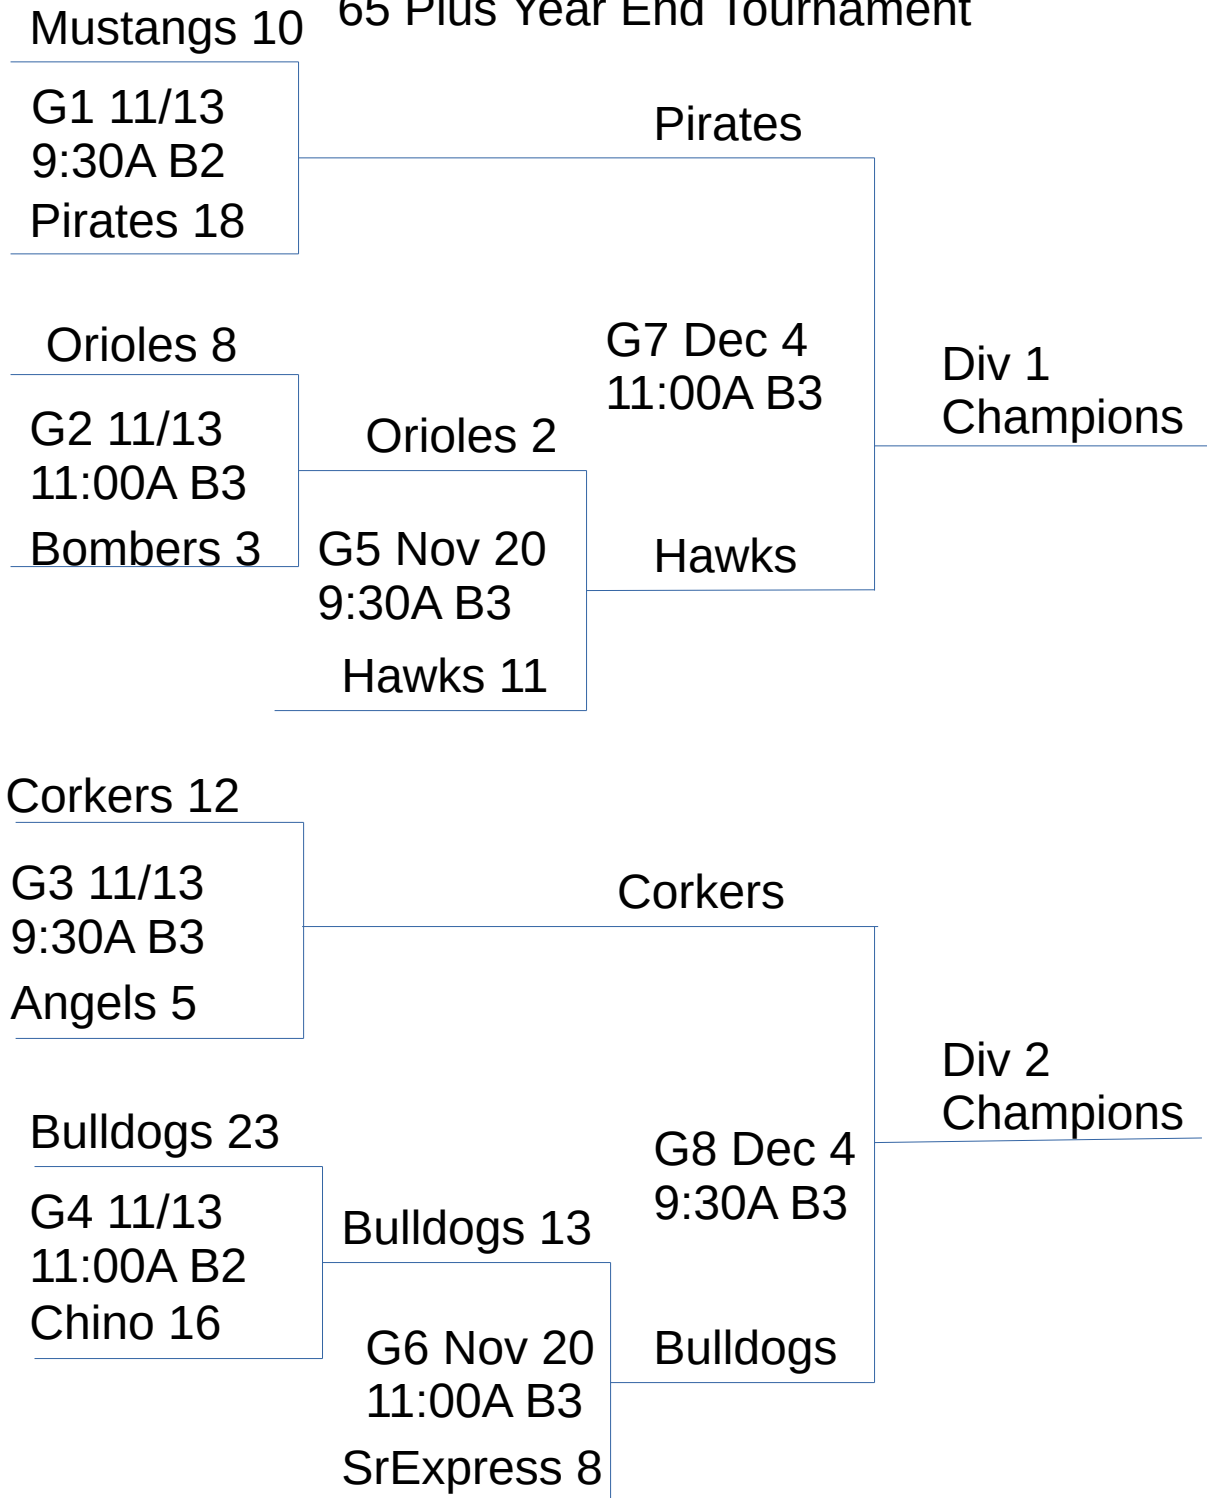 65 Plus Year End Tournament
Mustangs 10
G1 11/13
9:30A B2
Pirates 18
Pirates
Orioles 8
G2 11/13
11:00A B3
Bombers 3
Orioles 2
G5 Nov 20
9:30A B3
Hawks 11
G7 Dec 4
11:00A B3
Hawks
Div 1
Champions
Corkers 12
G3 11/13
9:30A B3
Angels 5
Corkers
Bulldogs 23
G4 11/13
11:00A B2
Chino 16
Bulldogs 13
G6 Nov 20
11:00A B3
SrExpress 8
G8 Dec 4
9:30A B3
Bulldogs
Div 2
Champions